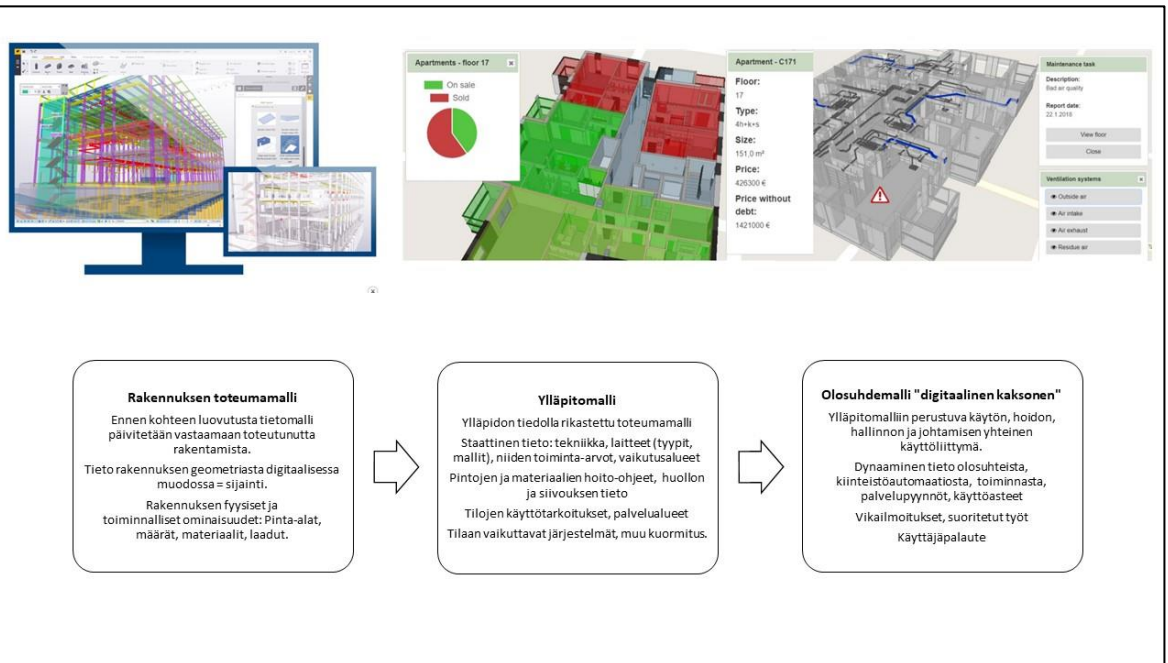 Apartments - floor 17
On sale
Sold
Apartment - C171
Floor:
17
Type:
4h+k+s
Size:
151,0 m²
Price:
426300 €
Price without
debt:
1421000 €
Maintenance task
Description:
Bad air quality
Report date:
22.1.2018
View floor
Close
Ventilation systems
Outside air
Air intake
Air exhaust
Residue air
Rakennuksen toteumamalli
Ennen kohteen luovutusta tietomalli
päivitetään vastaamaan toteutunutta
rakentamista.
Tieto rakennuksen geometriasta digitaalisessa
muodossa = sijainti.
Rakennuksen fyysiset ja
toiminnalliset ominaisuudet: Pinta-alat,
määrät, materiaalit, laadut.
Ylläpitomalli
Ylläpidon tiedolla rikastettu toteumamalli
Staattinen tieto: tekniikka, laitteet (tyypit,
mallit), niiden toiminta-arvot, vaikutusalueet
Pintojen ja materiaalien hoito-ohjeet, huollon
ja siivouksen tieto
Tilojen käyttötarkoitukset, palvelualueet
Tilaan vaikuttavat järjestelmät, muu kuormitus.
Olosuhdemalli "digitaalinen kaksonen"
Ylläpitomalliin perustuva käytön, hoidon,
hallinnon ja johtamisen yhteinen
käyttöliittymä.
Dynaaminen tieto olosuhteista,
kiinteistöautomaatiosta, toiminnasta,
palvelupyynnöt, käyttöasteet
Vikailmoitukset, suoritetut työt
Käyttäjäpalaute